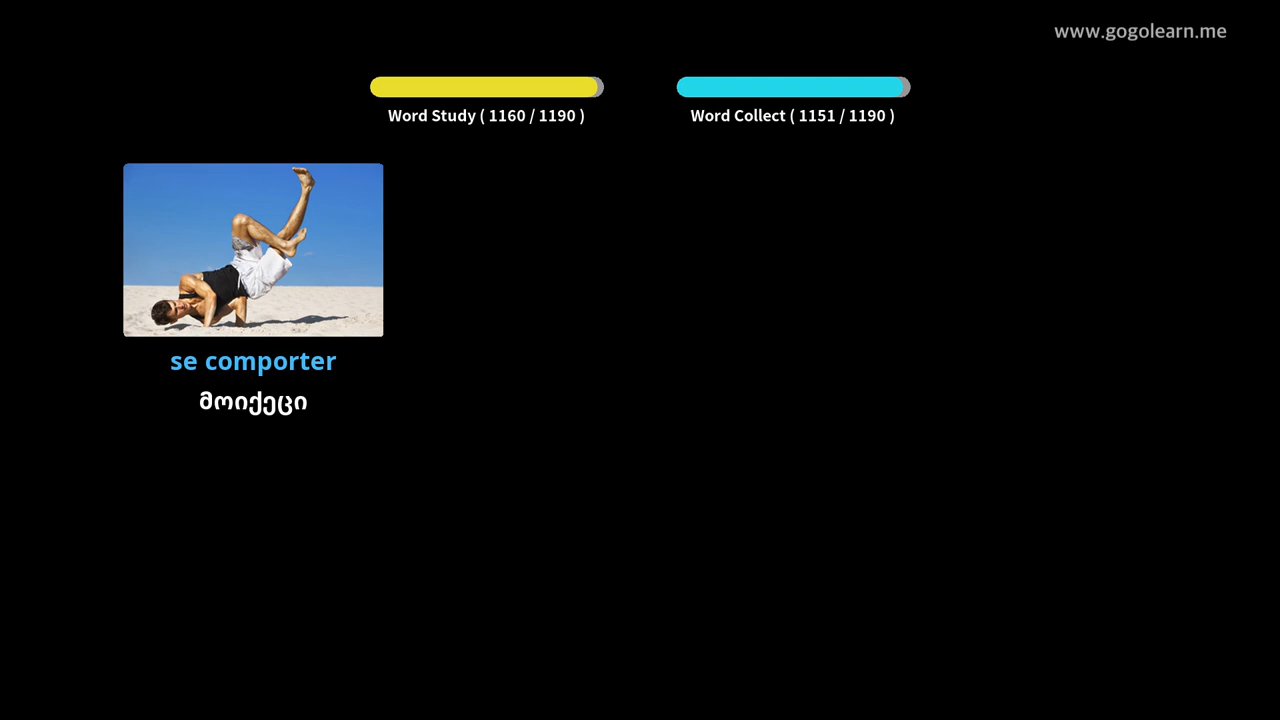 www.gogolearn.me
Word Study ( 1160 / 1190 )
Word Collect ( 1151 / 1190 )
se comporter
მოიქეცი